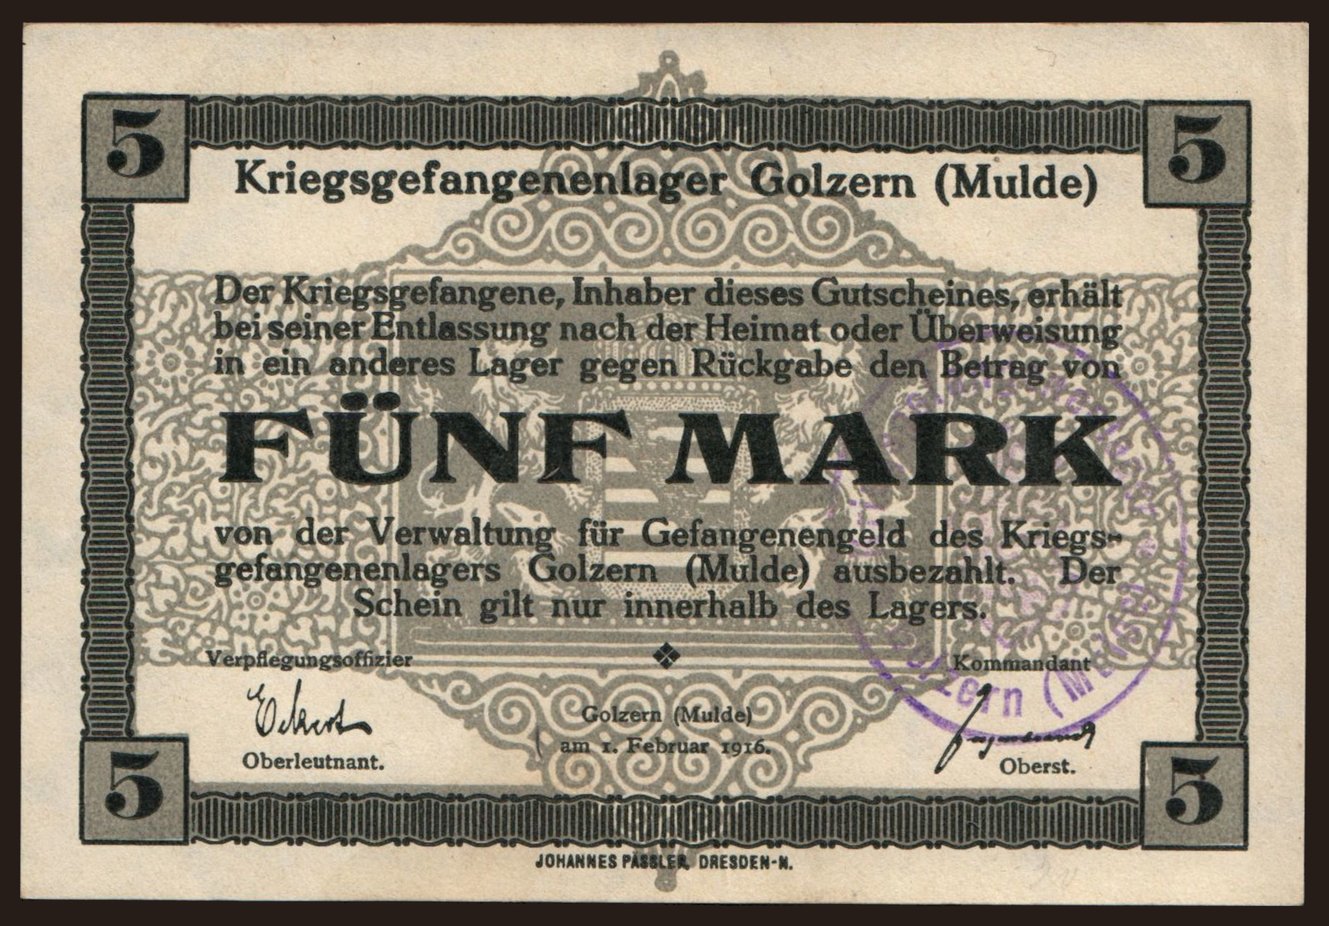 5 5
Kriegsgefangenenlager Golzern (Mulde)
Der Kriegsgefangene, Inhaber dieses Gutscheines, erhält
bei seiner Entlassung nach der Heimat oder Überweisung
in ein anderes Lager gegen Rückgabe den Betrag von
FÜNF MARK
von der Verwaltung für Gefangenengeld des Kriegs-
gefangenenlagers Golzern (Mulde) ausbezahlt. Der
Schein gilt nur innerhalb des Lagers.
Verpflegungsoffizier Kommandant
Golzern (Mulde)
Eckert
Golzern (Mulde)
am 1. Februar 1916.
Oberleutnant. Oberst.
5 5
JOHANNES PÄSSLER, DRESDEN-N.